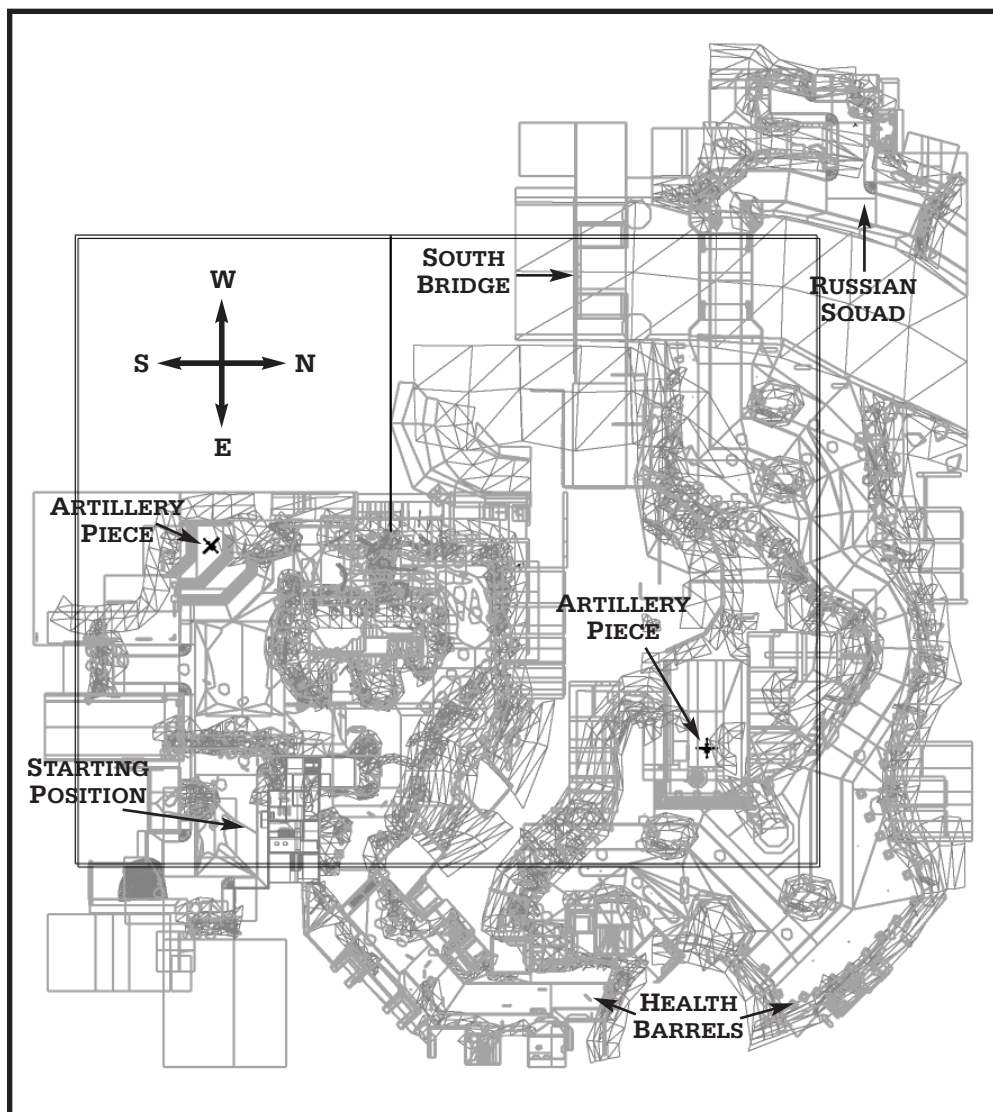 SOUTH
BRIDGE
RUSSIAN
SQUAD
W
S
N
E
ARTILLERY
PIECE
ARTILLERY
PIECE
STARTING
POSITION
HEALTH
BARRELS